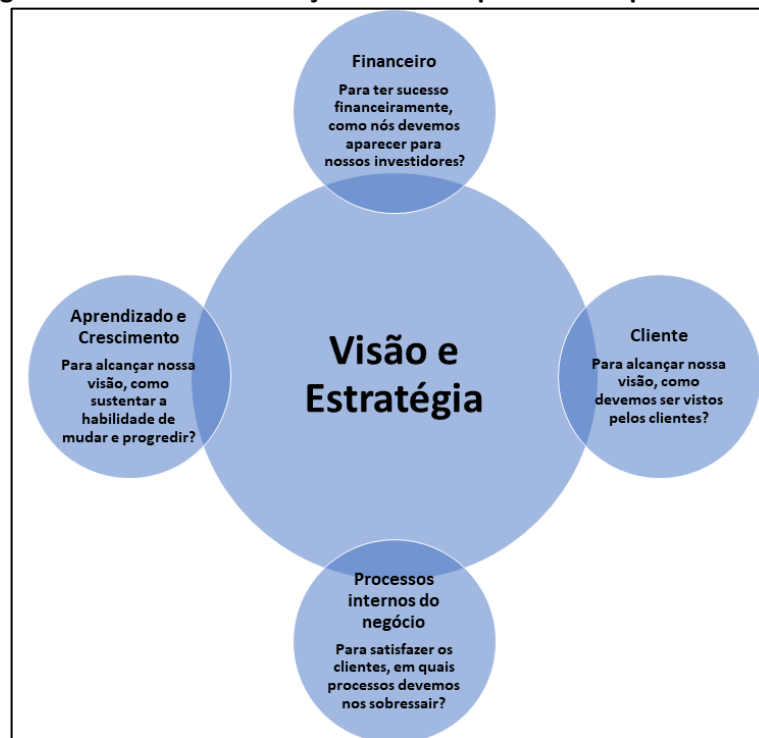 Financeiro
Para ter sucesso
financeiramente,
como nós devemos
aparecer para
nossos investidores?
Aprendizado e
Crescimento
Para alcançar nossa
visão, como
sustentar a
habilidade de
mudar e progredir?
Visão e
Estratégia
Cliente
Para alcançar nossa
visão, como
devemos ser vistos
pelos clientes?
Processos
internos do
negócio
Para satisfazer os
clientes, em quais
processos devemos
nos sobressair?